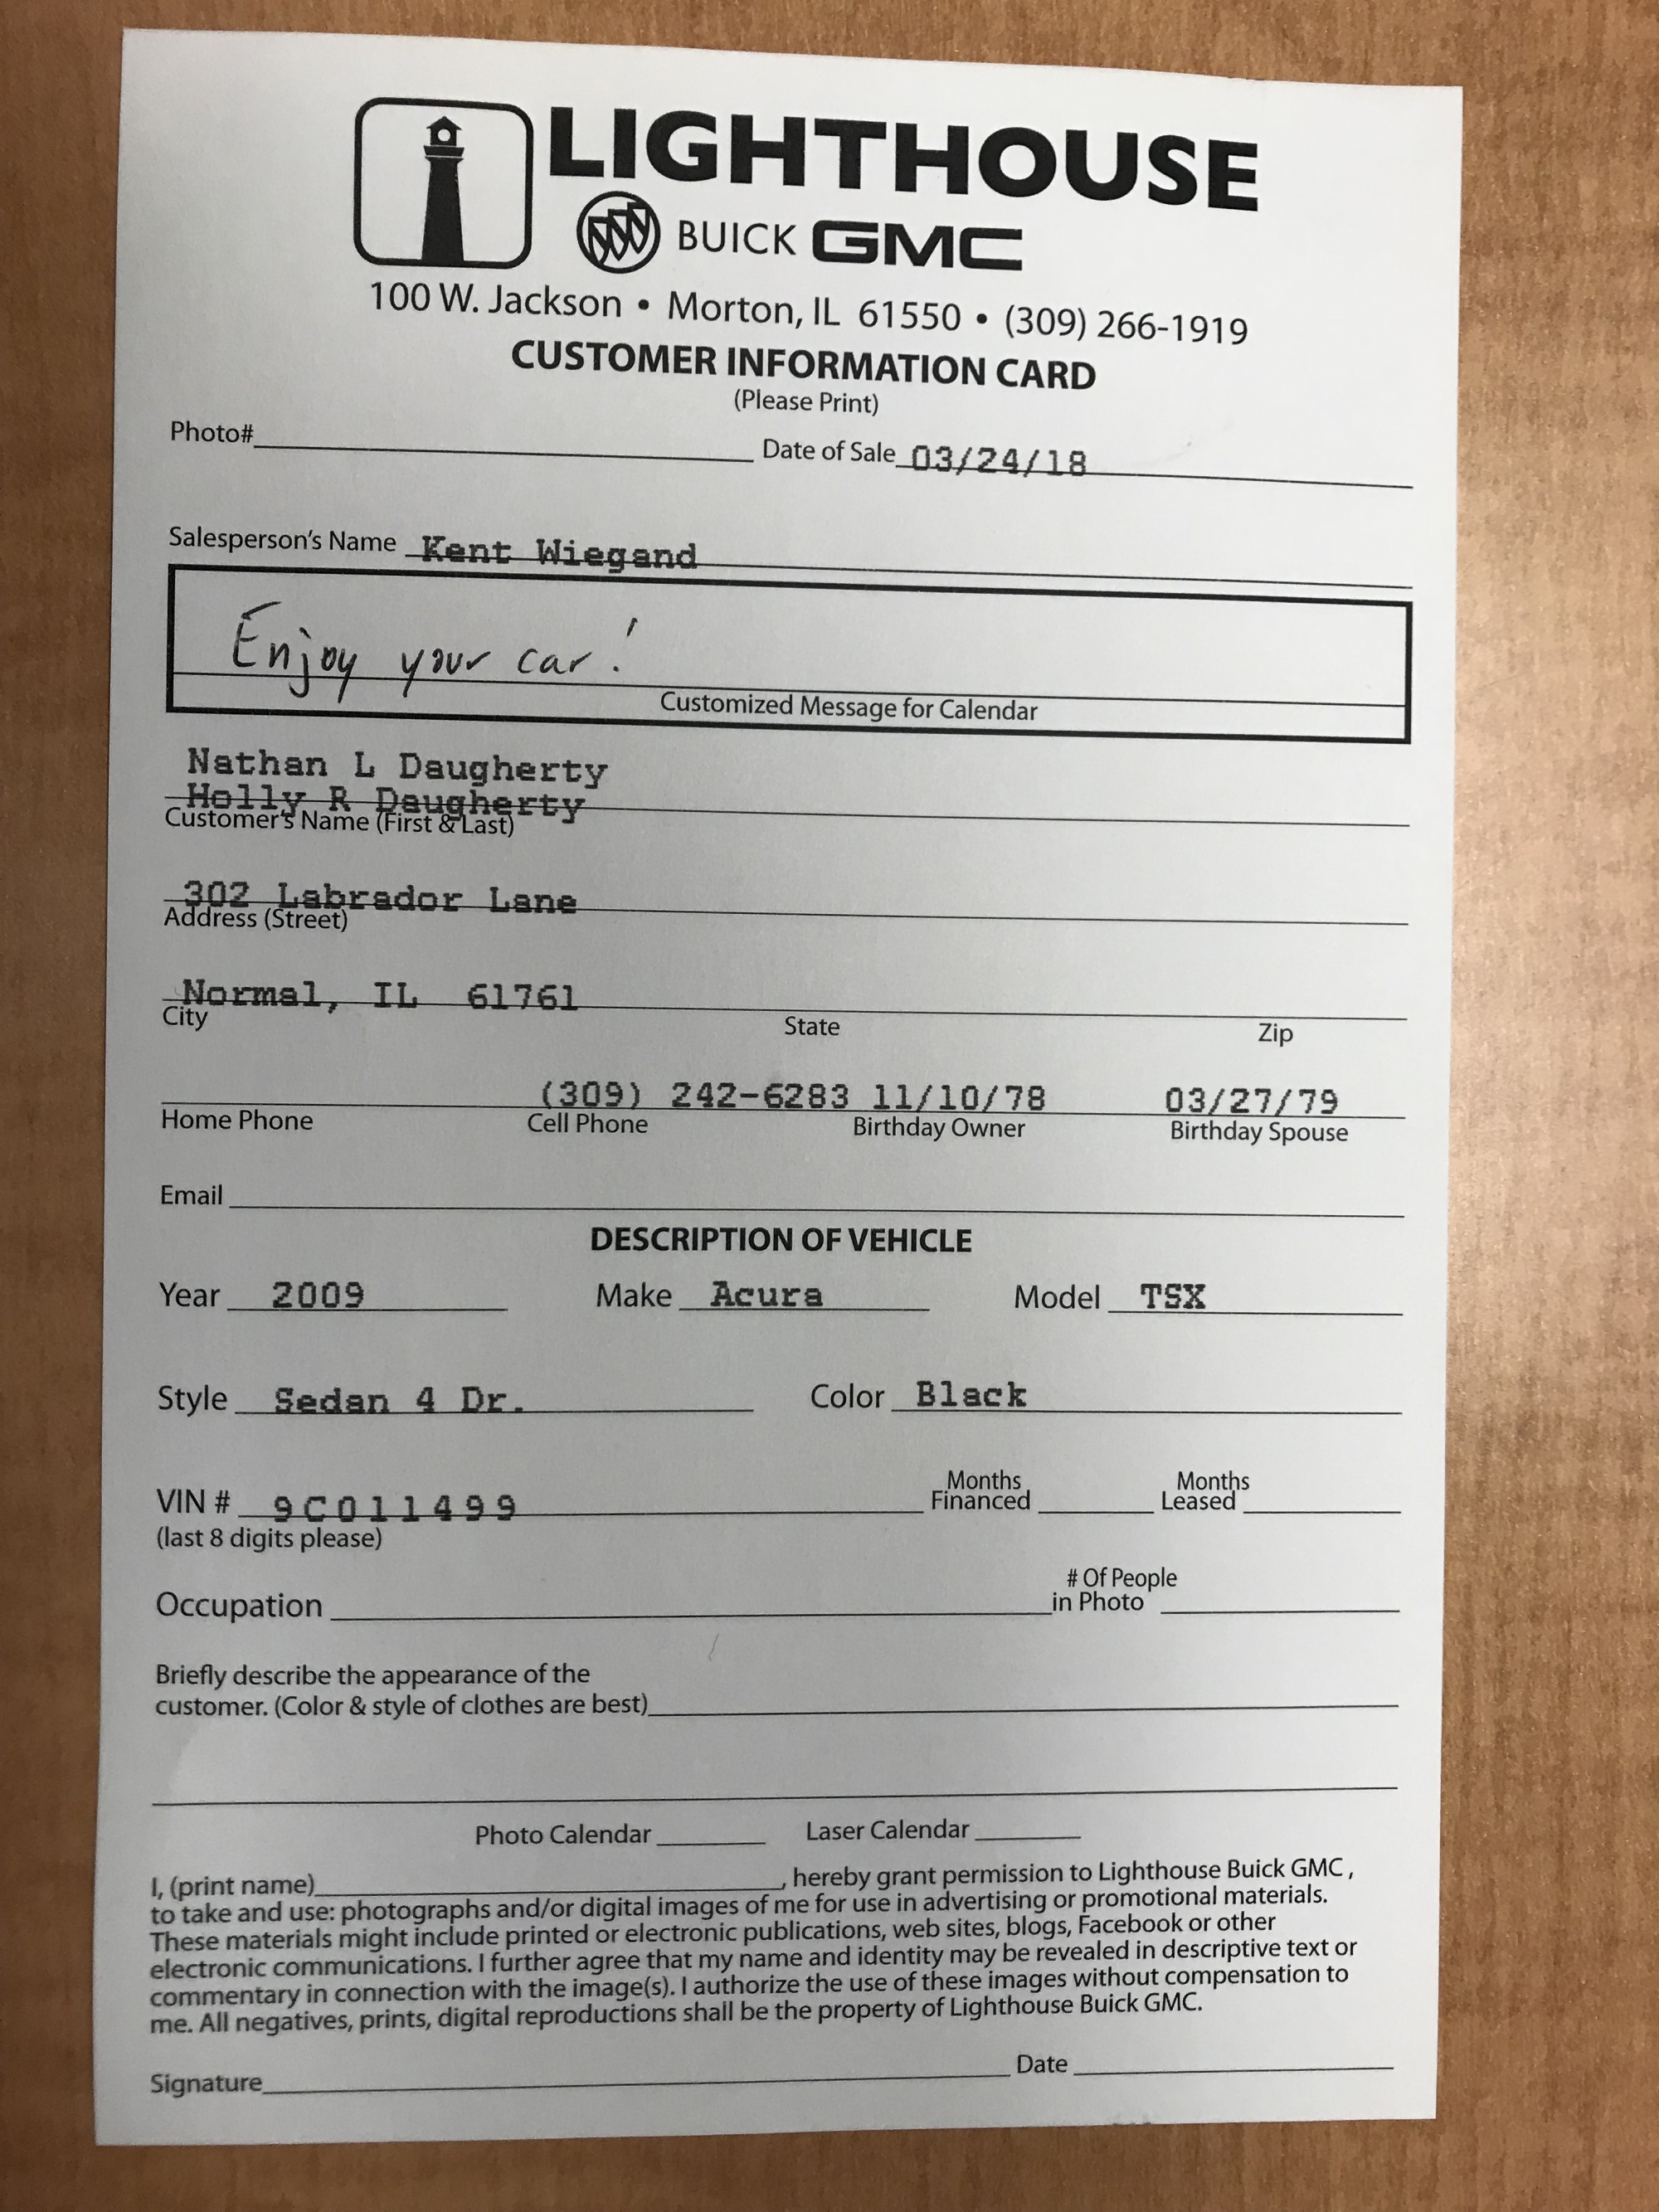 LIGHTHOUSE
BUICK GMC
100 W. Jackson • Morton, IL 61550 • (309) 266-1919
CUSTOMER INFORMATION CARD
(Please Print)
Photo# Date of Sale 03/24/18
Salesperson's Name Kent Wiegand
Enjoy your car!
Customized Message for Calendar
Nathan L Daugherty
Holly R Daugherty
Customer's Name (First & Last)
302 Labrador Lane
Address (Street)
Normal, IL 61761
City State Zip
(309) 242-6283 11/10/78 03/27/79
Home Phone Cell Phone Birthday Owner Birthday Spouse
Email
DESCRIPTION OF VEHICLE
Year 2009 Make Acura Model TSX
Style Sedan 4 Dr. Color Black
Months Months
VIN # 9C011499 Financed Leased
(last 8 digits please)
# Of People
Occupation in Photo
Briefly describe the appearance of the
customer. (Color & style of clothes are best)
Photo Calendar Laser Calendar
I, (print name) , hereby grant permission to Lighthouse Buick GMC ,
to take and use: photographs and/or digital images of me for use in advertising or promotional materials.
These materials might include printed or electronic publications, web sites, blogs, Facebook or other
electronic communications. I further agree that my name and identity may be revealed in descriptive text or
commentary in connection with the image(s). I authorize the use of these images without compensation to
me. All negatives, prints, digital reproductions shall be the property of Lighthouse Buick GMC.
Signature Date